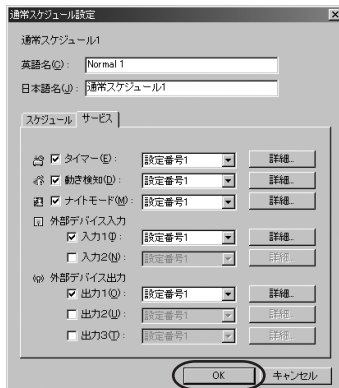 通常スケジュール設定
通常スケジュール1
英語名(C): Normal 1
日本語名(J): 通常スケジュール1
スケジュール サービス
タイマー(E): 設定番号1 詳細...
動き検知(D): 設定番号1 詳細...
ナイトモード(M): 設定番号1 詳細...
外部デバイス入力
入力1(I): 設定番号1 詳細...
入力2(N): 設定番号1 詳細...
外部デバイス出力
出力1(O): 設定番号1 詳細...
出力2(U): 設定番号1 詳細...
出力3(T): 設定番号1 詳細...
OK キャンセル